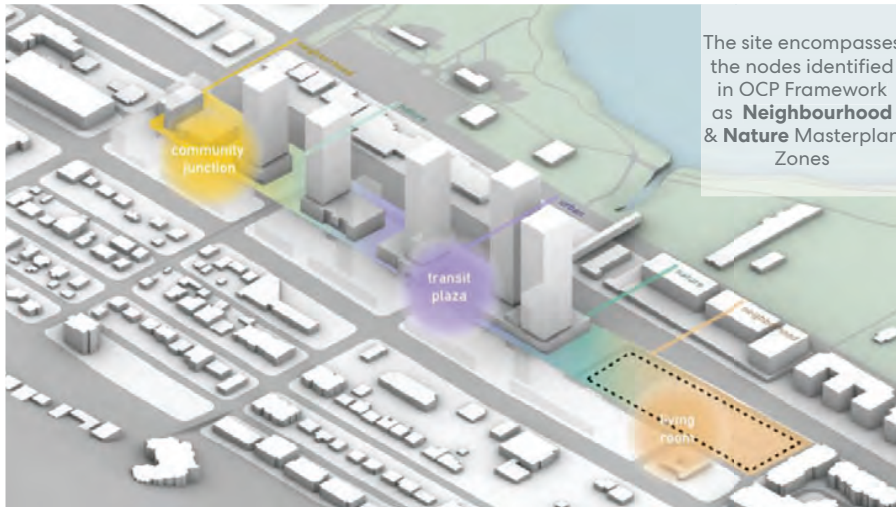 The site encompasses
the nodes identified
in OCP Framework
as Neighbourhood
& Nature Masterplan
Zones
neighbourhood
community
junction
urban
transit
plaza
nature
neighbourhood
living
room